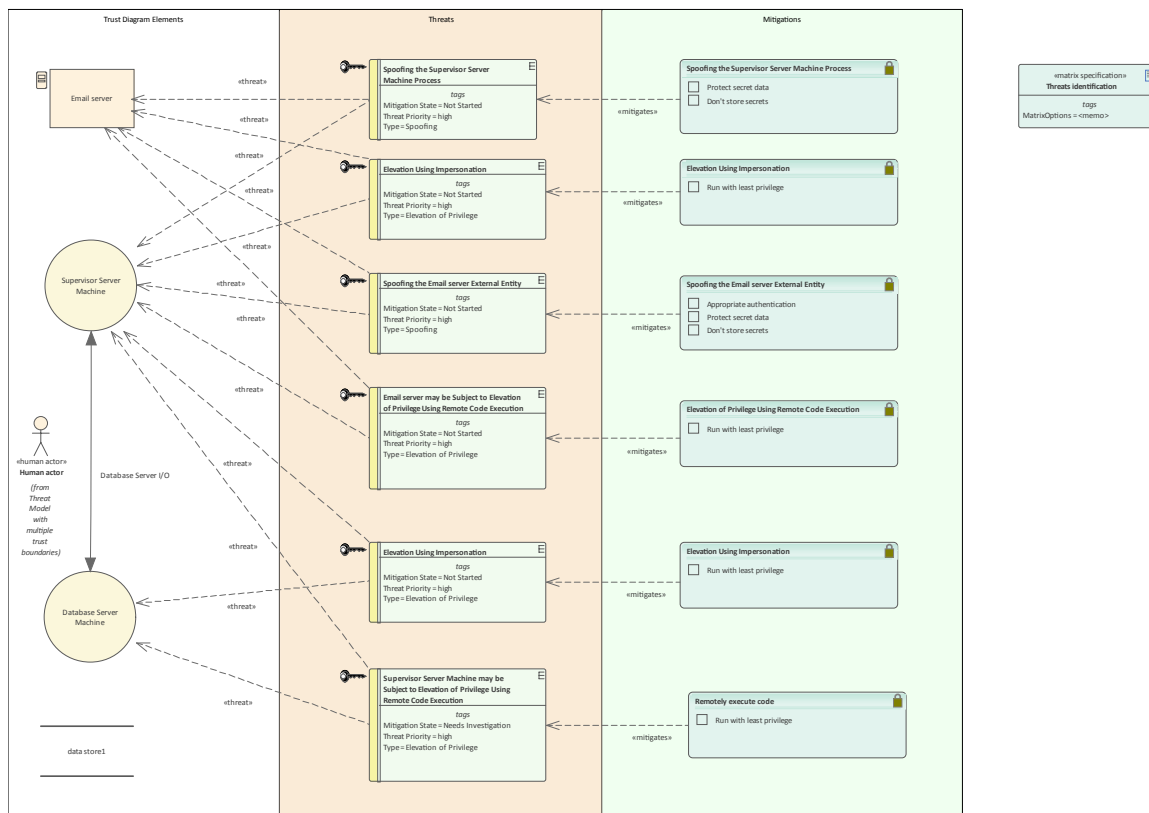 Trust Diagram Elements
Threats
Mitigations
Email server
Supervisor Server
Machine
«human actor»
Human actor
(from
Threat
Model
with
multiple
trust
boundaries)
Database Server I/O
Database Server
Machine
data store1
«threat»
«threat»
«threat»
«threat»
«threat»
«threat»
«threat»
«threat»
«threat»
«threat»
«threat»
«threat»
Spoofing the Supervisor Server
Machine Process
tags
Mitigation State = Not Started
Threat Priority = high
Type = Spoofing
Elevation Using Impersonation
tags
Mitigation State = Not Started
Threat Priority = high
Type = Elevation of Privilege
Spoofing the Email server External Entity
tags
Mitigation State = Not Started
Threat Priority = high
Type = Spoofing
Email server may be Subject to Elevation
of Privilege Using Remote Code Execution
tags
Mitigation State = Not Started
Threat Priority = high
Type = Elevation of Privilege
Elevation Using Impersonation
tags
Mitigation State = Not Started
Threat Priority = high
Type = Elevation of Privilege
Supervisor Server Machine may be
Subject to Elevation of Privilege Using
Remote Code Execution
tags
Mitigation State = Needs Investigation
Threat Priority = high
Type = Elevation of Privilege
«mitigates»
«mitigates»
«mitigates»
«mitigates»
«mitigates»
«mitigates»
Spoofing the Supervisor Server Machine Process
Protect secret data
Don't store secrets
Elevation Using Impersonation
Run with least privilege
Spoofing the Email server External Entity
Appropriate authentication
Protect secret data
Don't store secrets
Elevation of Privilege Using Remote Code Execution
Run with least privilege
Elevation Using Impersonation
Run with least privilege
Remotely execute code
Run with least privilege
«matrix specification»
Threats identification
tags
MatrixOptions = <memo>